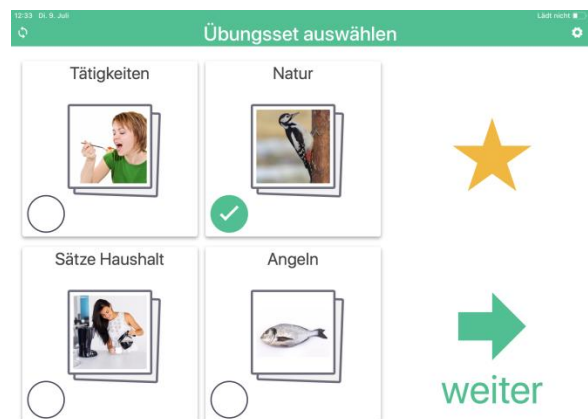 12:33 Di. 9. Juli
Lädt nicht
Übungsset auswählen
Tätigkeiten
Natur
Sätze Haushalt
Angeln
weiter